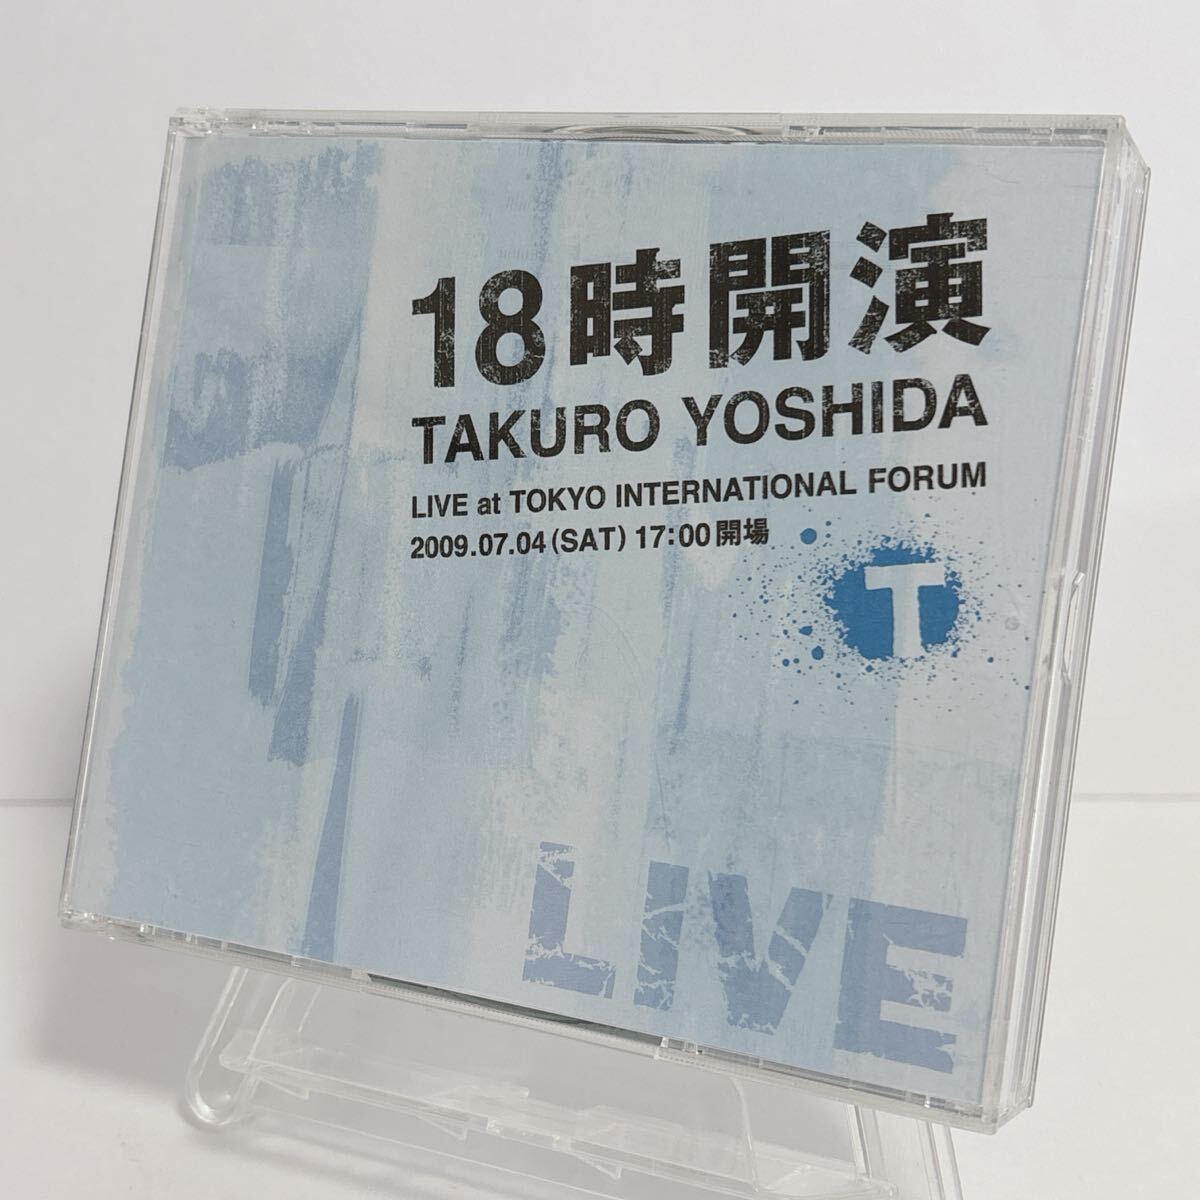 18時開演
TAKURO YOSHIDA
LIVE at TOKYO INTERNATIONAL FORUM
2009.07.04(SAT) 17:00開場
T
LIVE